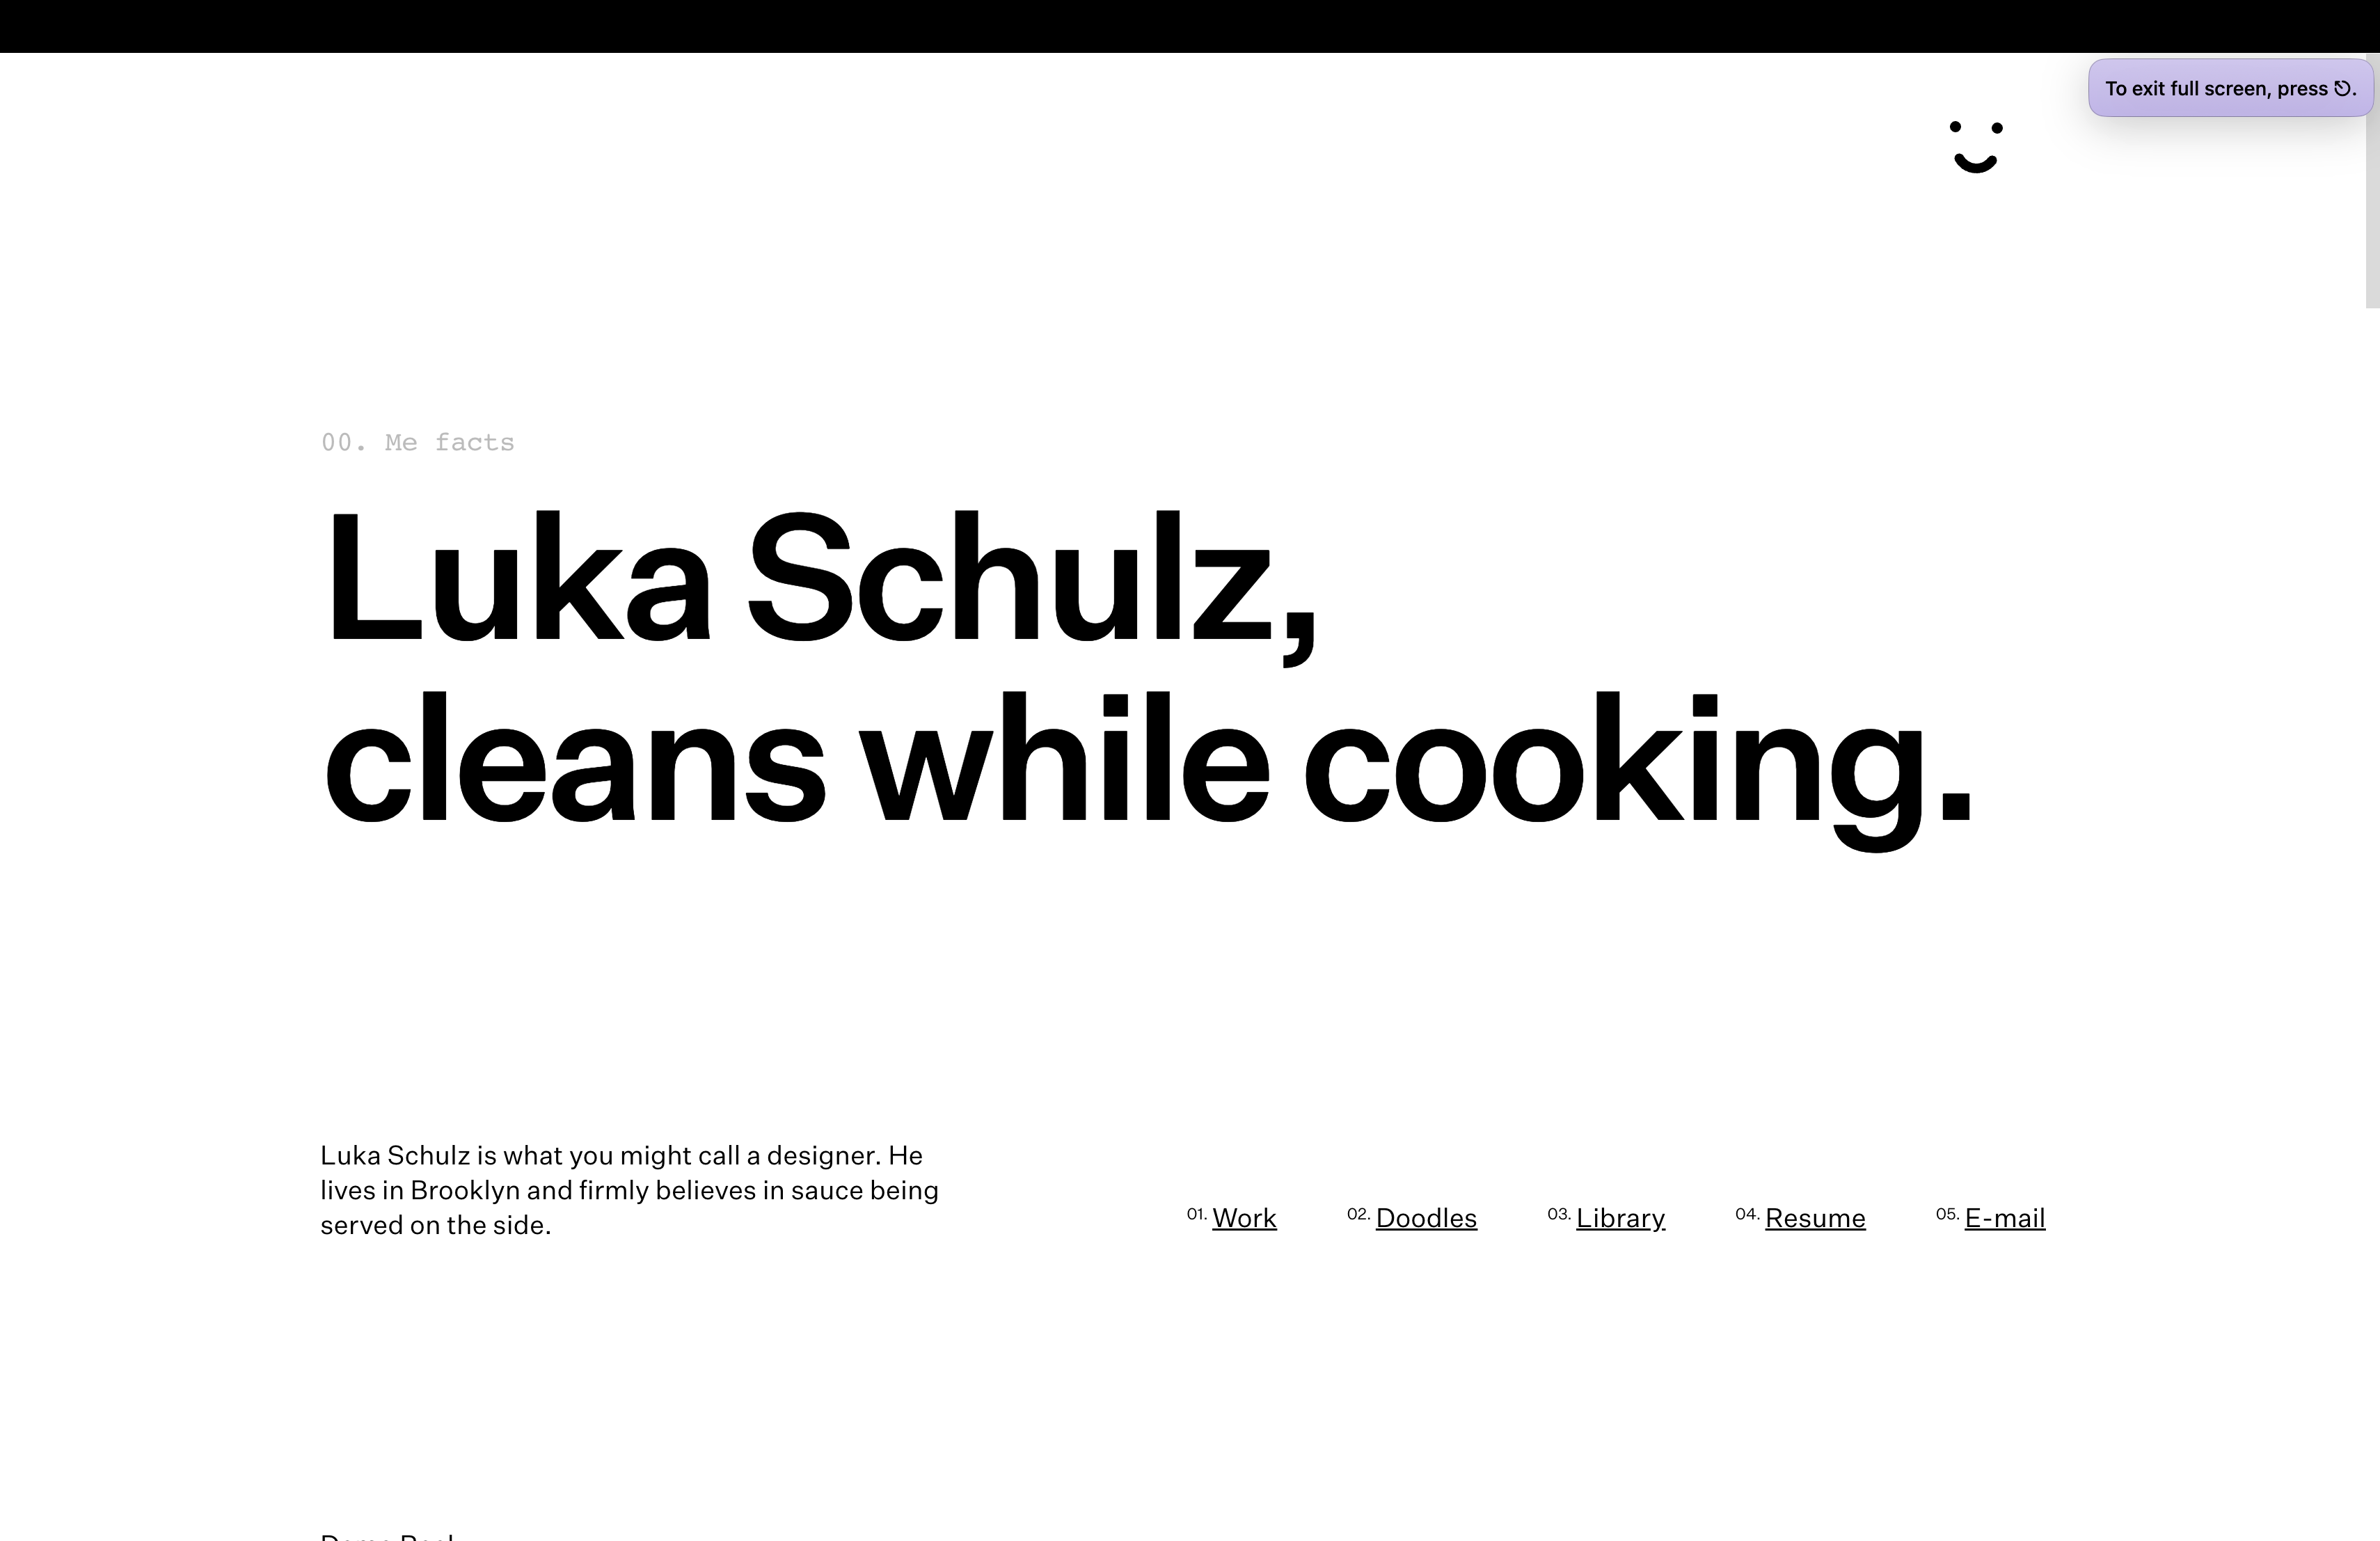 To exit full screen, press ⎋.
00. Me facts
Luka Schulz,
cleans while cooking.
Luka Schulz is what you might call a designer. He
lives in Brooklyn and firmly believes in sauce being
served on the side.
01. Work 02. Doodles 03. Library 04. Resume 05. E-mail